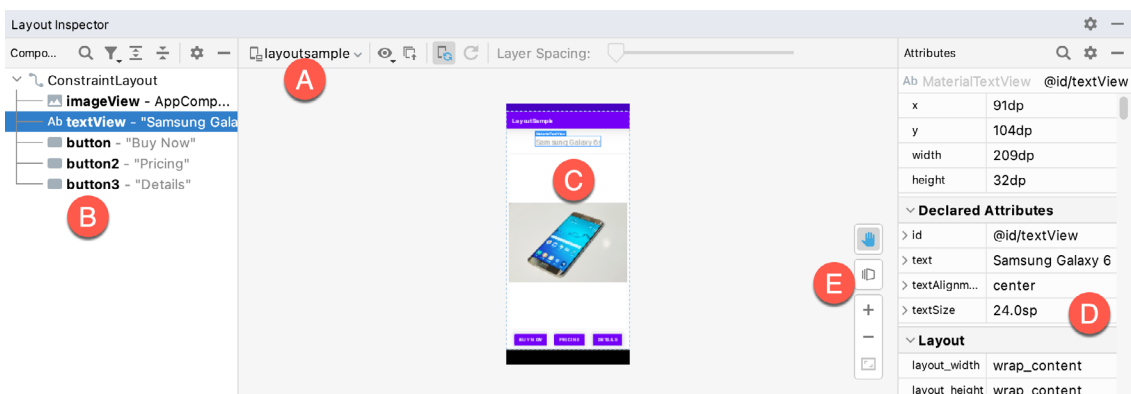 Layout Inspector
Compo...
layoutsample
Layer Spacing:
Attributes
A
ConstraintLayout
imageView - AppComp...
Ab textView - "Samsung Gala
button - "Buy Now"
button2 - "Pricing"
button3 - "Details"
B
LayoutSample
MaterialTextView
Samsung Galaxy 6
C
BUY NOW PRICING DETAILS
E
Ab MaterialTextView @id/textView
x 91dp
y 104dp
width 209dp
height 32dp
Declared Attributes
id @id/textView
text Samsung Galaxy 6
textAlignm... center
textSize 24.0sp
D
Layout
layout_width wrap_content
layout_height wrap_content